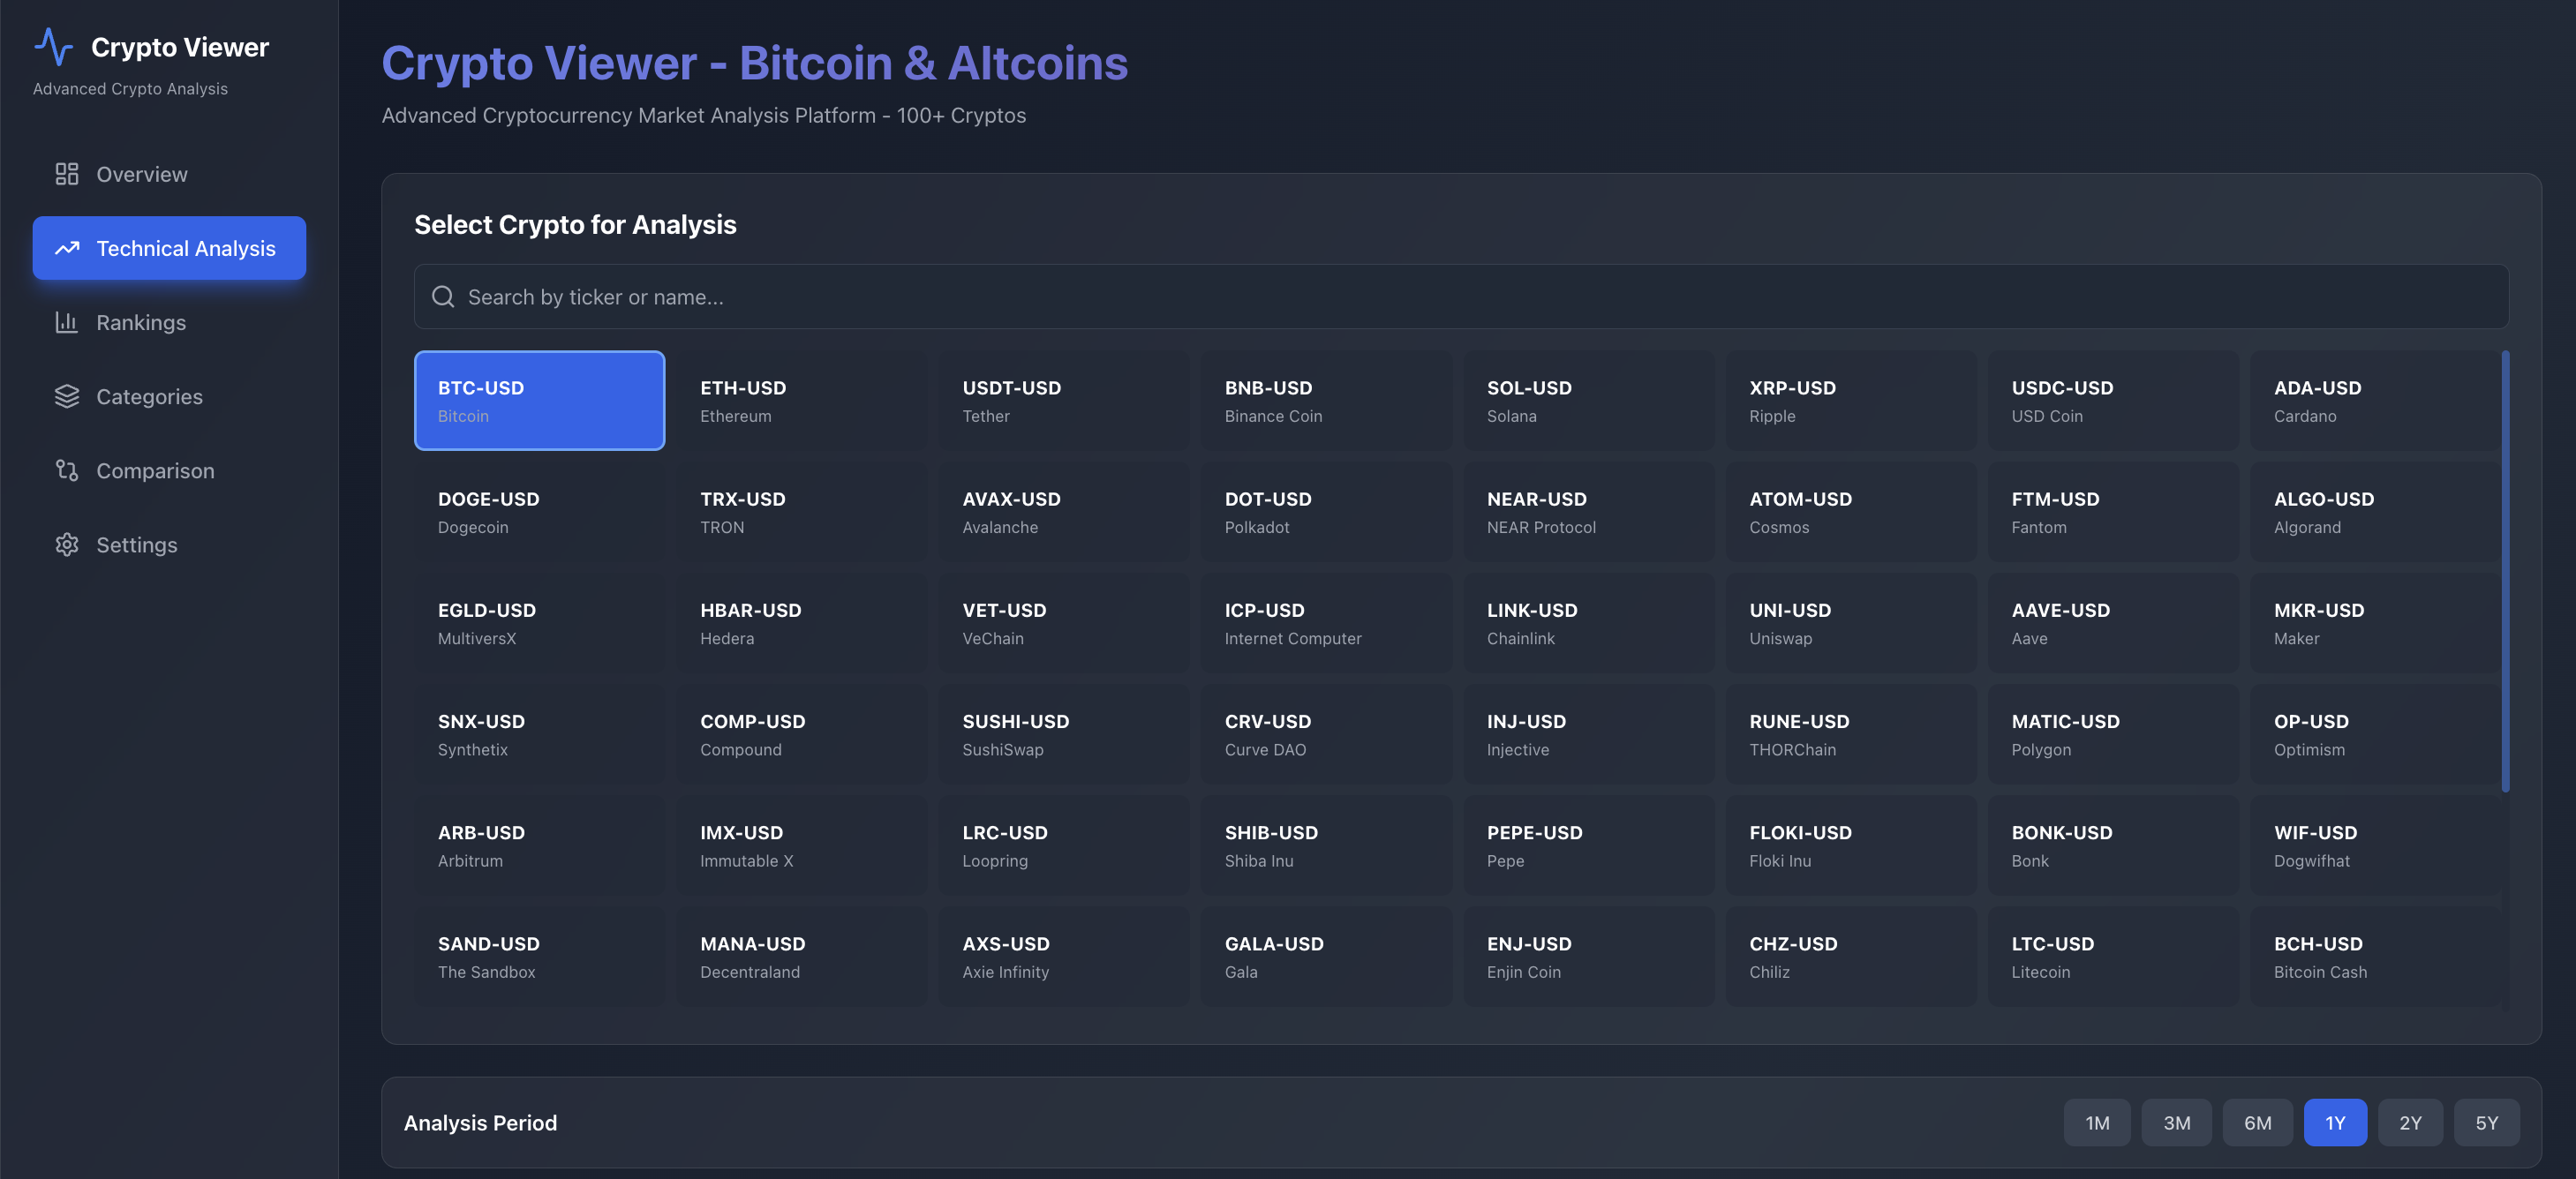 Crypto Viewer
Advanced Crypto Analysis
Overview
Technical Analysis
Rankings
Categories
Comparison
Settings
Crypto Viewer - Bitcoin & Altcoins
Advanced Cryptocurrency Market Analysis Platform - 100+ Cryptos
Select Crypto for Analysis
Search by ticker or name...
BTC-USD
Bitcoin
ETH-USD
Ethereum
USDT-USD
Tether
BNB-USD
Binance Coin
SOL-USD
Solana
XRP-USD
Ripple
USDC-USD
USD Coin
ADA-USD
Cardano
DOGE-USD
Dogecoin
TRX-USD
TRON
AVAX-USD
Avalanche
DOT-USD
Polkadot
NEAR-USD
NEAR Protocol
ATOM-USD
Cosmos
FTM-USD
Fantom
ALGO-USD
Algorand
EGLD-USD
MultiversX
HBAR-USD
Hedera
VET-USD
VeChain
ICP-USD
Internet Computer
LINK-USD
Chainlink
UNI-USD
Uniswap
AAVE-USD
Aave
MKR-USD
Maker
SNX-USD
Synthetix
COMP-USD
Compound
SUSHI-USD
SushiSwap
CRV-USD
Curve DAO
INJ-USD
Injective
RUNE-USD
THORChain
MATIC-USD
Polygon
OP-USD
Optimism
ARB-USD
Arbitrum
IMX-USD
Immutable X
LRC-USD
Loopring
SHIB-USD
Shiba Inu
PEPE-USD
Pepe
FLOKI-USD
Floki Inu
BONK-USD
Bonk
WIF-USD
Dogwifhat
SAND-USD
The Sandbox
MANA-USD
Decentraland
AXS-USD
Axie Infinity
GALA-USD
Gala
ENJ-USD
Enjin Coin
CHZ-USD
Chiliz
LTC-USD
Litecoin
BCH-USD
Bitcoin Cash
Analysis Period
1M
3M
6M
1Y
2Y
5Y